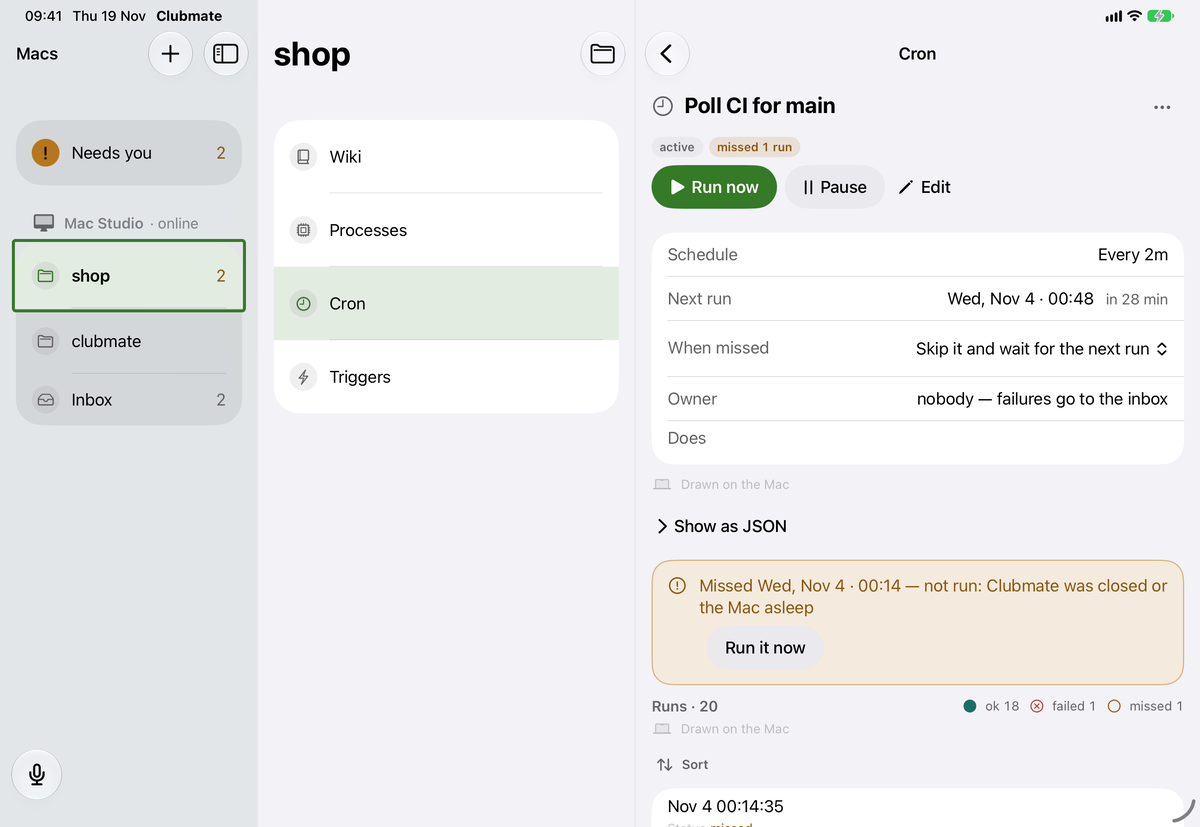 09:41 Thu 19 Nov Clubmate
Macs
Needs you 2
Mac Studio · online
shop 2
clubmate
Inbox 2
shop
Wiki
Processes
Cron
Triggers
Cron
Poll CI for main
active missed 1 run
Run now Pause Edit
Schedule Every 2m
Next run Wed, Nov 4 · 00:48 in 28 min
When missed Skip it and wait for the next run
Owner nobody — failures go to the inbox
Does
Drawn on the Mac
Show as JSON
Missed Wed, Nov 4 · 00:14 — not run: Clubmate was closed or
the Mac asleep
Run it now
Runs · 20 ok 18 failed 1 missed 1
Drawn on the Mac
Sort
Nov 4 00:14:35
Status missed